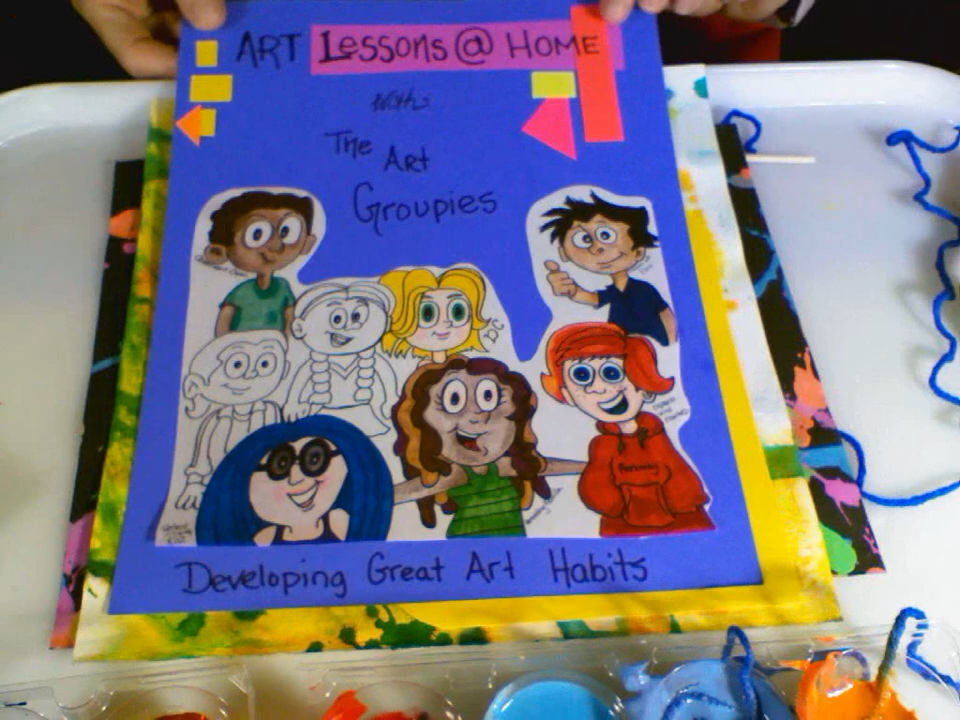 ART Lessons @ HOME
With
The
Art
Groupies
Developing Great Art Habits